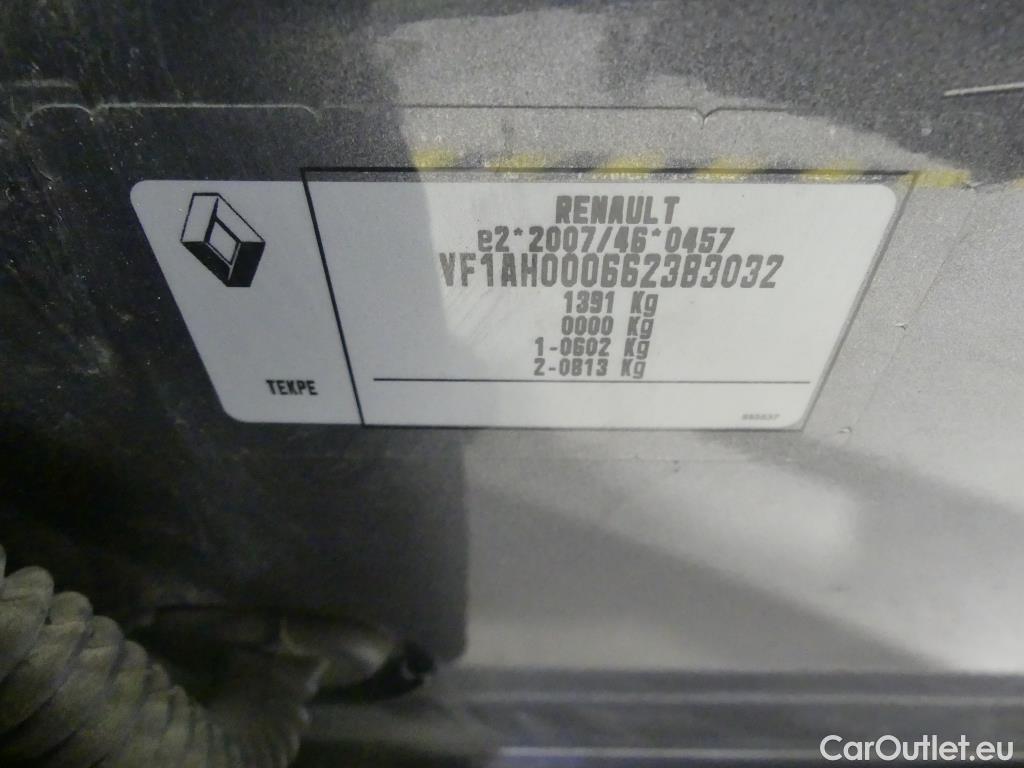 RENAULT
e2*2007/46*0457
VF1AH000662383032
1391 Kg
0000 Kg
1-0602 Kg
2-0813 Kg
TEKPE
CarOutlet.eu